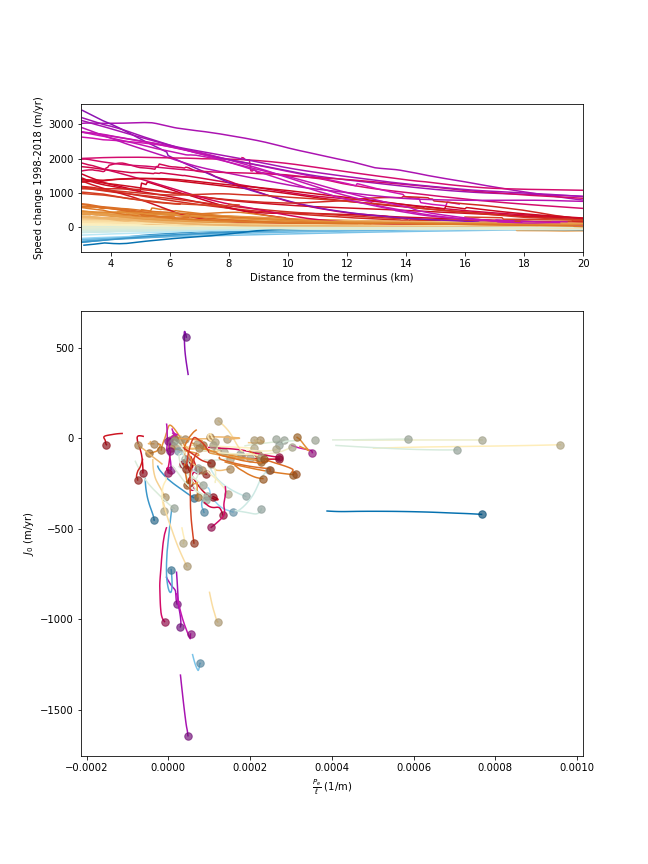 Speed change 1998-2018 (m/yr)
3000
2000
1000
0
4 6 8 10 12 14 16 18 20
Distance from the terminus (km)
500
0
−500
−1000
−1500
J₀ (m/yr)
−0.0002 0.0000 0.0002 0.0004 0.0006 0.0008 0.0010
Pₑ/ℓ (1/m)